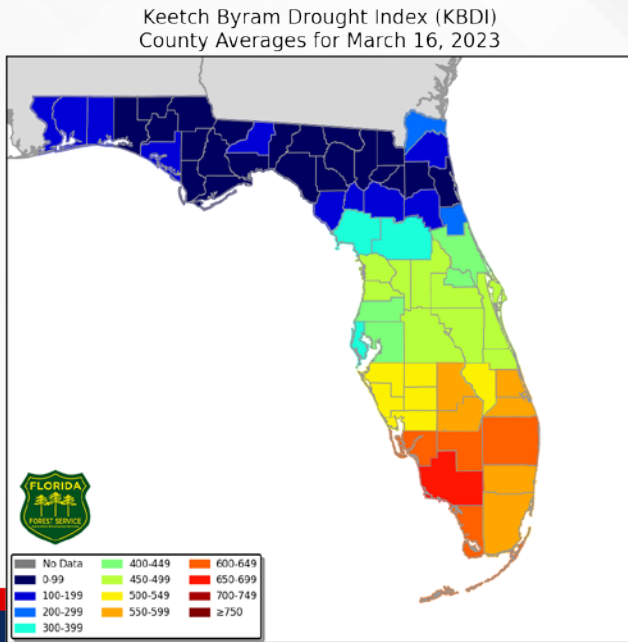 Keetch Byram Drought Index (KBDI)
County Averages for March 16, 2023
FLORIDA
FOREST SERVICE
No Data
0-99
100-199
200-299
300-399
400-449
450-499
500-549
550-599
600-649
650-699
700-749
≥750